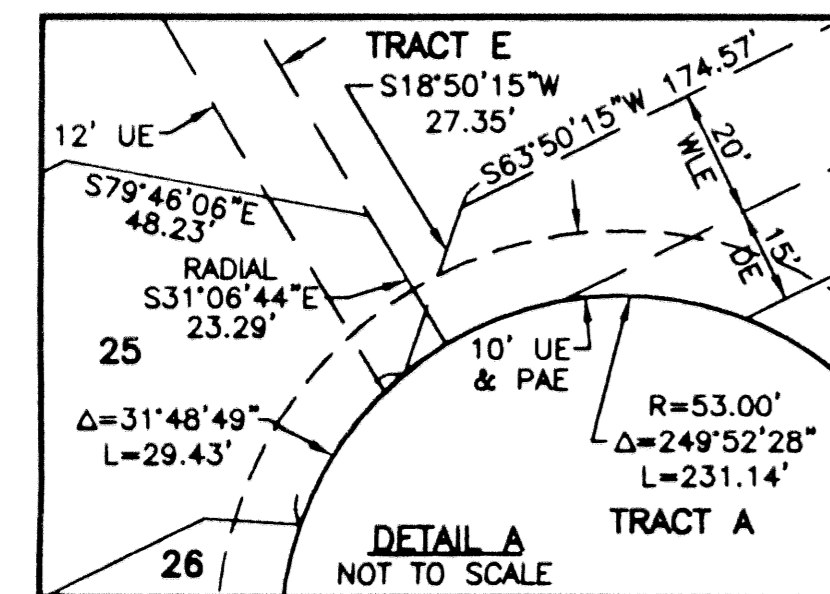 TRACT E
S18°50'15"W
27.35'
S63°50'15"W 174.57'
12' UE
20'
WLE
S79°46'06"E
48.23'
15'
DE
RADIAL
S31°06'44"E
23.29'
25
10' UE
& PAE
Δ=31°48'49"
L=29.43'
R=53.00'
Δ=249°52'28"
L=231.14'
TRACT A
DETAIL A
NOT TO SCALE
26